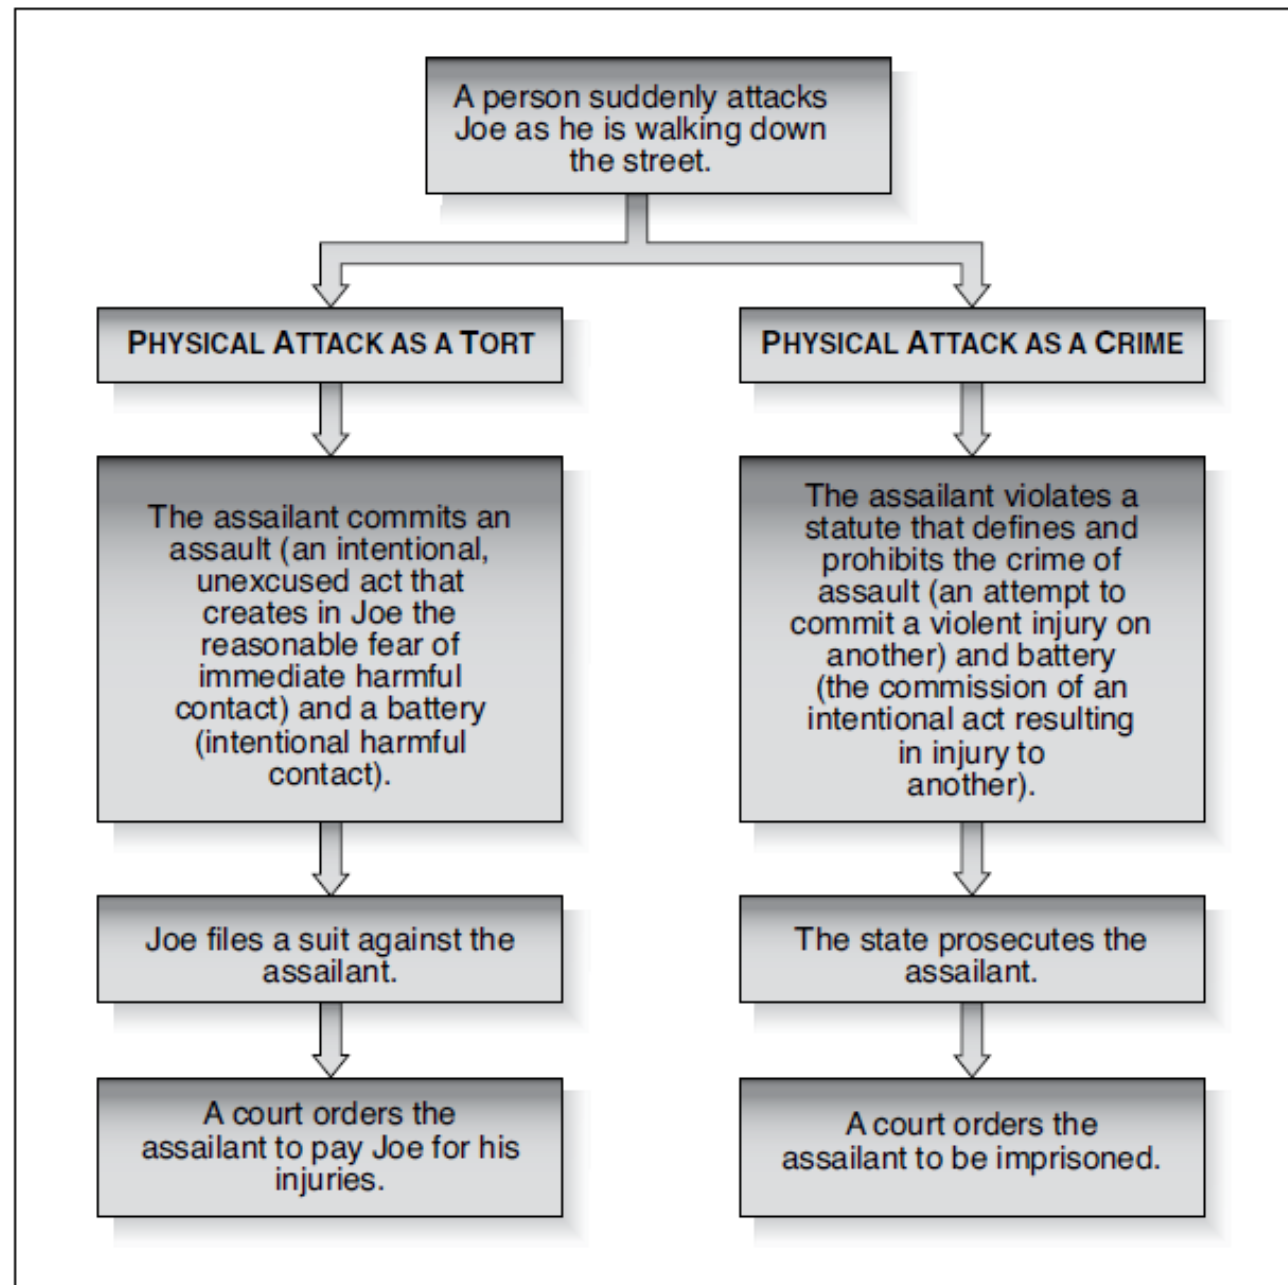 A person suddenly attacks
Joe as he is walking down
the street.
PHYSICAL ATTACK AS A TORT
The assailant commits an
assault (an intentional,
unexcused act that
creates in Joe the
reasonable fear of
immediate harmful
contact) and a battery
(intentional harmful
contact).
Joe files a suit against the
assailant.
A court orders the
assailant to pay Joe for his
injuries.
PHYSICAL ATTACK AS A CRIME
The assailant violates a
statute that defines and
prohibits the crime of
assault (an attempt to
commit a violent injury on
another) and battery
(the commission of an
intentional act resulting
in injury to
another).
The state prosecutes the
assailant.
A court orders the
assailant to be imprisoned.